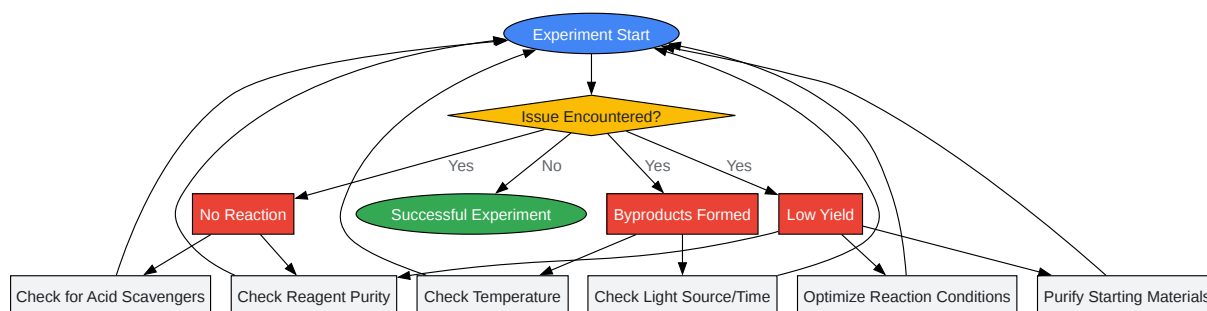 Experiment Start
Issue Encountered?
Yes
No
Yes
Yes
No Reaction
Successful Experiment
Byproducts Formed
Low Yield
Check for Acid Scavengers
Check Reagent Purity
Check Temperature
Check Light Source/Time
Optimize Reaction Conditions
Purify Starting Materials